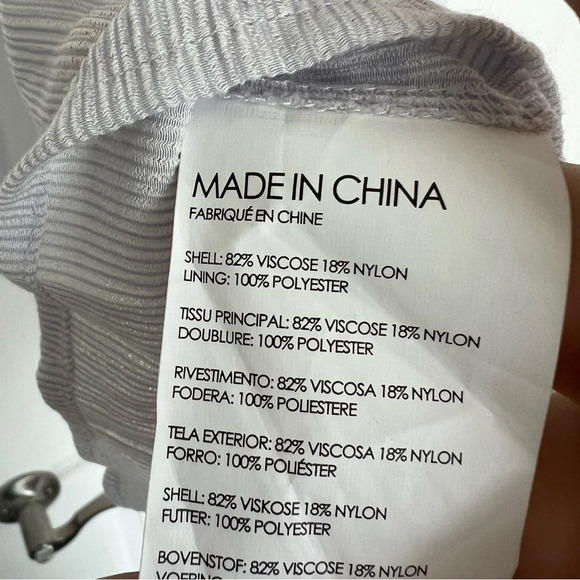 MADE IN CHINA
FABRIQUÉ EN CHINE
SHELL: 82% VISCOSE 18% NYLON
LINING: 100% POLYESTER
TISSU PRINCIPAL: 82% VISCOSE 18% NYLON
DOUBLURE: 100% POLYESTER
RIVESTIMENTO: 82% VISCOSA 18% NYLON
FODERA: 100% POLIESTERE
TELA EXTERIOR: 82% VISCOSA 18% NYLON
FORRO: 100% POLIÉSTER
SHELL: 82% VISKOSE 18% NYLON
FUTTER: 100% POLYESTER
BOVENSTOF: 82% VISCOSE 18% NYLON